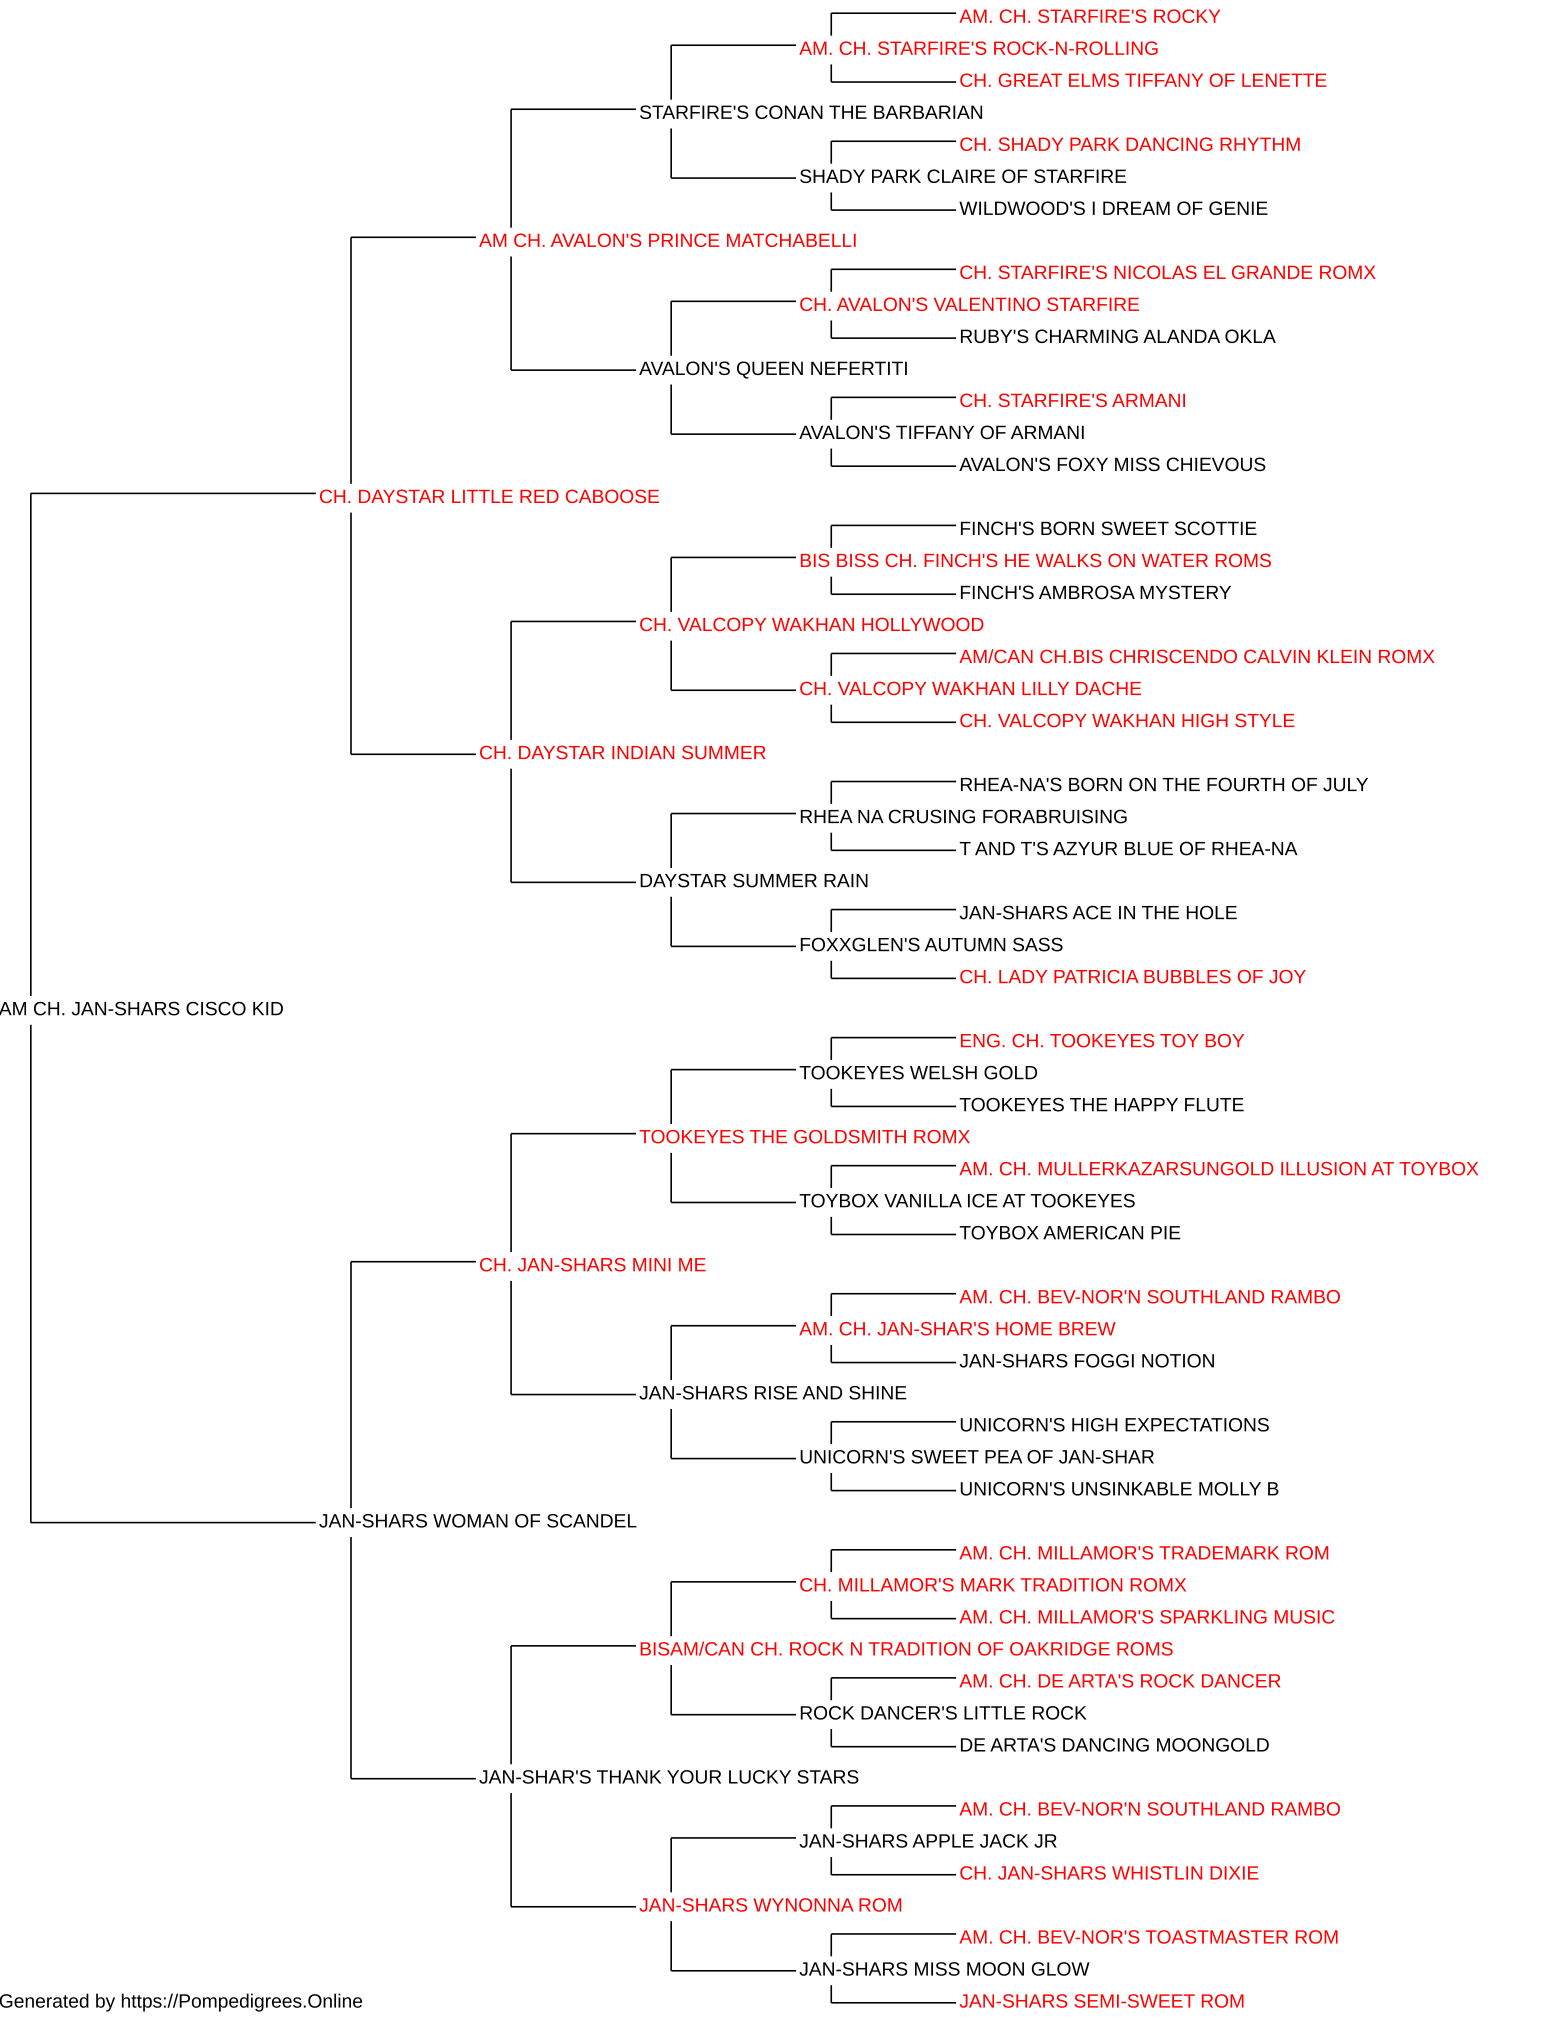 AM. CH. STARFIRE'S ROCKY
AM. CH. STARFIRE'S ROCK-N-ROLLING
CH. GREAT ELMS TIFFANY OF LENETTE
STARFIRE'S CONAN THE BARBARIAN
CH. SHADY PARK DANCING RHYTHM
SHADY PARK CLAIRE OF STARFIRE
WILDWOOD'S I DREAM OF GENIE
AM CH. AVALON'S PRINCE MATCHABELLI
CH. STARFIRE'S NICOLAS EL GRANDE ROMX
CH. AVALON'S VALENTINO STARFIRE
RUBY'S CHARMING ALANDA OKLA
AVALON'S QUEEN NEFERTITI
CH. STARFIRE'S ARMANI
AVALON'S TIFFANY OF ARMANI
AVALON'S FOXY MISS CHIEVOUS
CH. DAYSTAR LITTLE RED CABOOSE
FINCH'S BORN SWEET SCOTTIE
BIS BISS CH. FINCH'S HE WALKS ON WATER ROMS
FINCH'S AMBROSA MYSTERY
CH. VALCOPY WAKHAN HOLLYWOOD
AM/CAN CH.BIS CHRISCENDO CALVIN KLEIN ROMX
CH. VALCOPY WAKHAN LILLY DACHE
CH. VALCOPY WAKHAN HIGH STYLE
CH. DAYSTAR INDIAN SUMMER
RHEA-NA'S BORN ON THE FOURTH OF JULY
RHEA NA CRUSING FORABRUISING
T AND T'S AZYUR BLUE OF RHEA-NA
DAYSTAR SUMMER RAIN
JAN-SHARS ACE IN THE HOLE
FOXXGLEN'S AUTUMN SASS
CH. LADY PATRICIA BUBBLES OF JOY
AM CH. JAN-SHARS CISCO KID
ENG. CH. TOOKEYES TOY BOY
TOOKEYES WELSH GOLD
TOOKEYES THE HAPPY FLUTE
TOOKEYES THE GOLDSMITH ROMX
AM. CH. MULLERKAZARSUNGOLD ILLUSION AT TOYBOX
TOYBOX VANILLA ICE AT TOOKEYES
TOYBOX AMERICAN PIE
CH. JAN-SHARS MINI ME
AM. CH. BEV-NOR'N SOUTHLAND RAMBO
AM. CH. JAN-SHAR'S HOME BREW
JAN-SHARS FOGGI NOTION
JAN-SHARS RISE AND SHINE
UNICORN'S HIGH EXPECTATIONS
UNICORN'S SWEET PEA OF JAN-SHAR
UNICORN'S UNSINKABLE MOLLY B
JAN-SHARS WOMAN OF SCANDEL
AM. CH. MILLAMOR'S TRADEMARK ROM
CH. MILLAMOR'S MARK TRADITION ROMX
AM. CH. MILLAMOR'S SPARKLING MUSIC
BISAM/CAN CH. ROCK N TRADITION OF OAKRIDGE ROMS
AM. CH. DE ARTA'S ROCK DANCER
ROCK DANCER'S LITTLE ROCK
DE ARTA'S DANCING MOONGOLD
JAN-SHAR'S THANK YOUR LUCKY STARS
AM. CH. BEV-NOR'N SOUTHLAND RAMBO
JAN-SHARS APPLE JACK JR
CH. JAN-SHARS WHISTLIN DIXIE
JAN-SHARS WYNONNA ROM
AM. CH. BEV-NOR'S TOASTMASTER ROM
JAN-SHARS MISS MOON GLOW
JAN-SHARS SEMI-SWEET ROM
Generated by https://Pompedigrees.Online